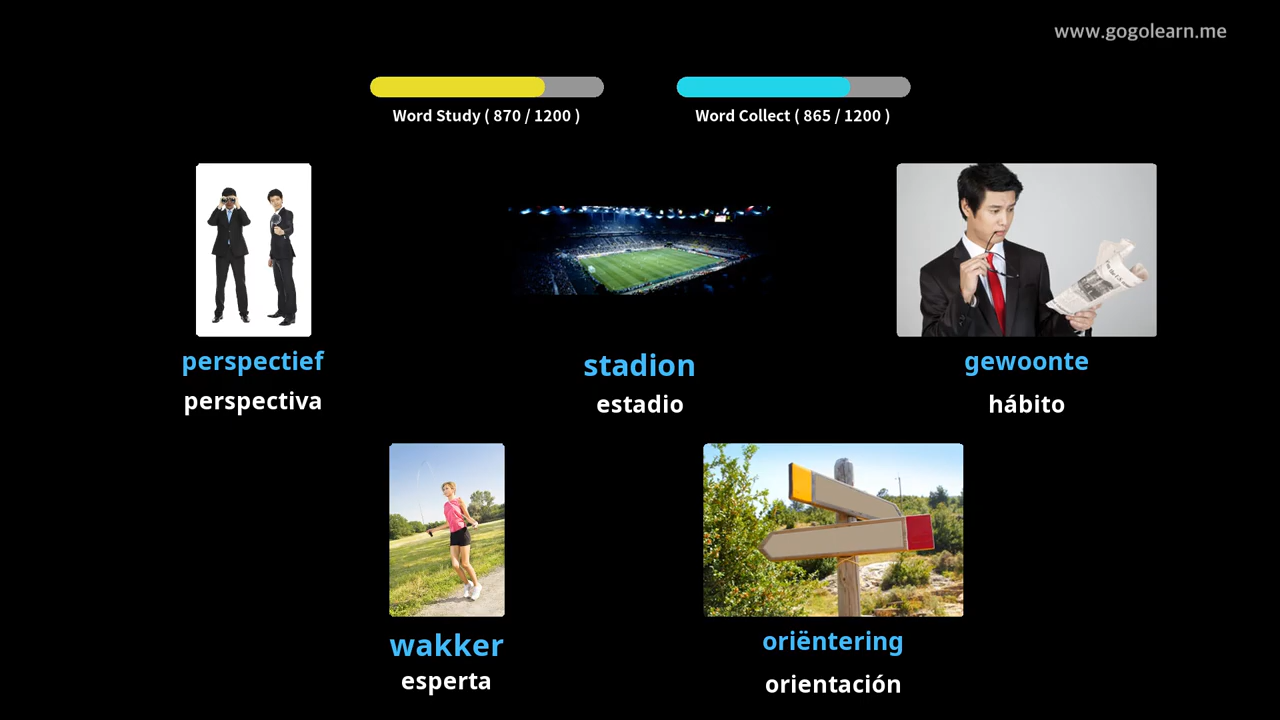 www.gogolearn.me
Word Study ( 870 / 1200 )
Word Collect ( 865 / 1200 )
perspectief
perspectiva
stadion
estadio
gewoonte
hábito
wakker
esperta
oriëntering
orientación